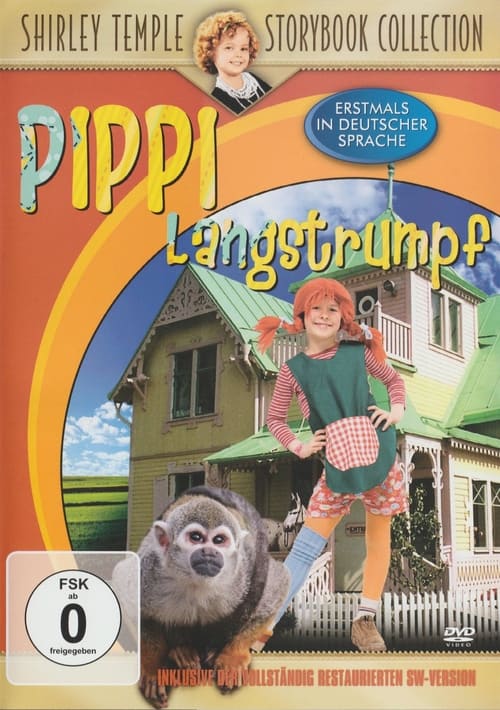 SHIRLEY TEMPLE STORYBOOK COLLECTION
PIPPI
Langstrumpf
ERSTMALS
IN DEUTSCHER
SPRACHE
FSK
ab
0
freigegeben
DVD
VIDEO
INKLUSIVE DER VOLLSTÄNDIG RESTAURIERTEN SW-VERSION